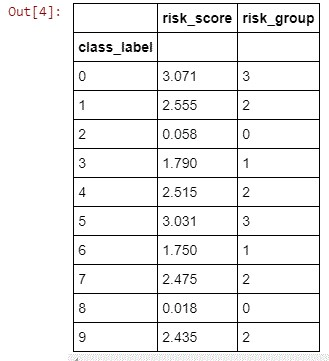 Out[4]:
risk_score risk_group
class_label
0 3.071 3
1 2.555 2
2 0.058 0
3 1.790 1
4 2.515 2
5 3.031 3
6 1.750 1
7 2.475 2
8 0.018 0
9 2.435 2